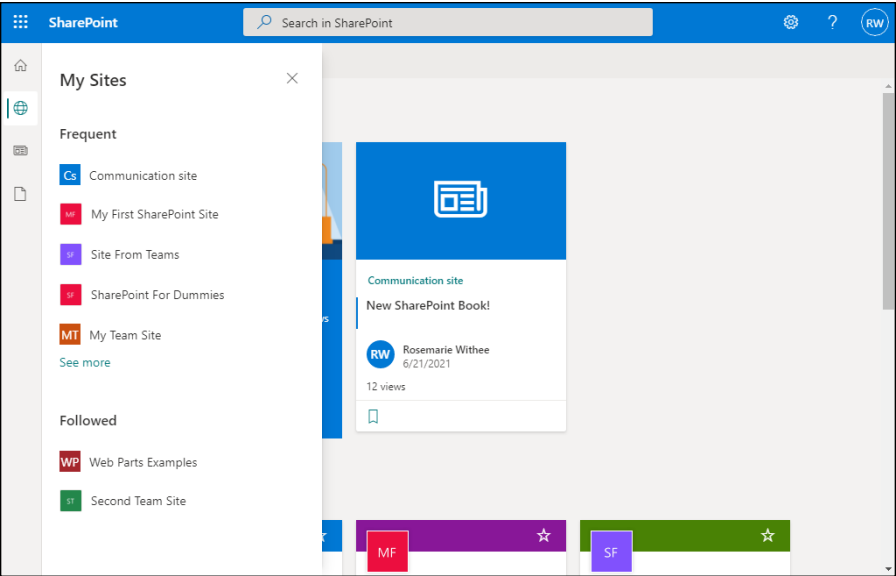 SharePoint
Search in SharePoint
?
RW
My Sites
Frequent
Cs Communication site
MF My First SharePoint Site
SF Site From Teams
SF SharePoint For Dummies
MT My Team Site
See more
Followed
WP Web Parts Examples
ST Second Team Site
Communication site
New SharePoint Book!
RW Rosemarie Withee
6/21/2021
12 views
MF
SF